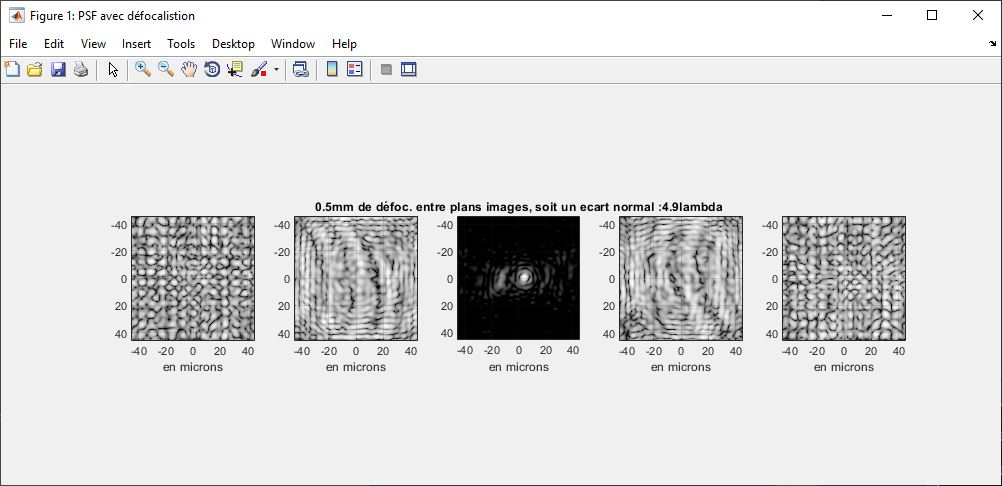 Figure 1: PSF avec défocalistion
File Edit View Insert Tools Desktop Window Help
0.5mm de défoc. entre plans images, soit un ecart normal :4.9lambda
-40 -40 -40 -40 -40
-20 -20 -20 -20 -20
0 0 0 0 0
20 20 20 20 20
40 40 40 40 40
-40 -20 0 20 40 -40 -20 0 20 40 -40 -20 0 20 40 -40 -20 0 20 40 -40 -20 0 20 40
en microns en microns en microns en microns en microns